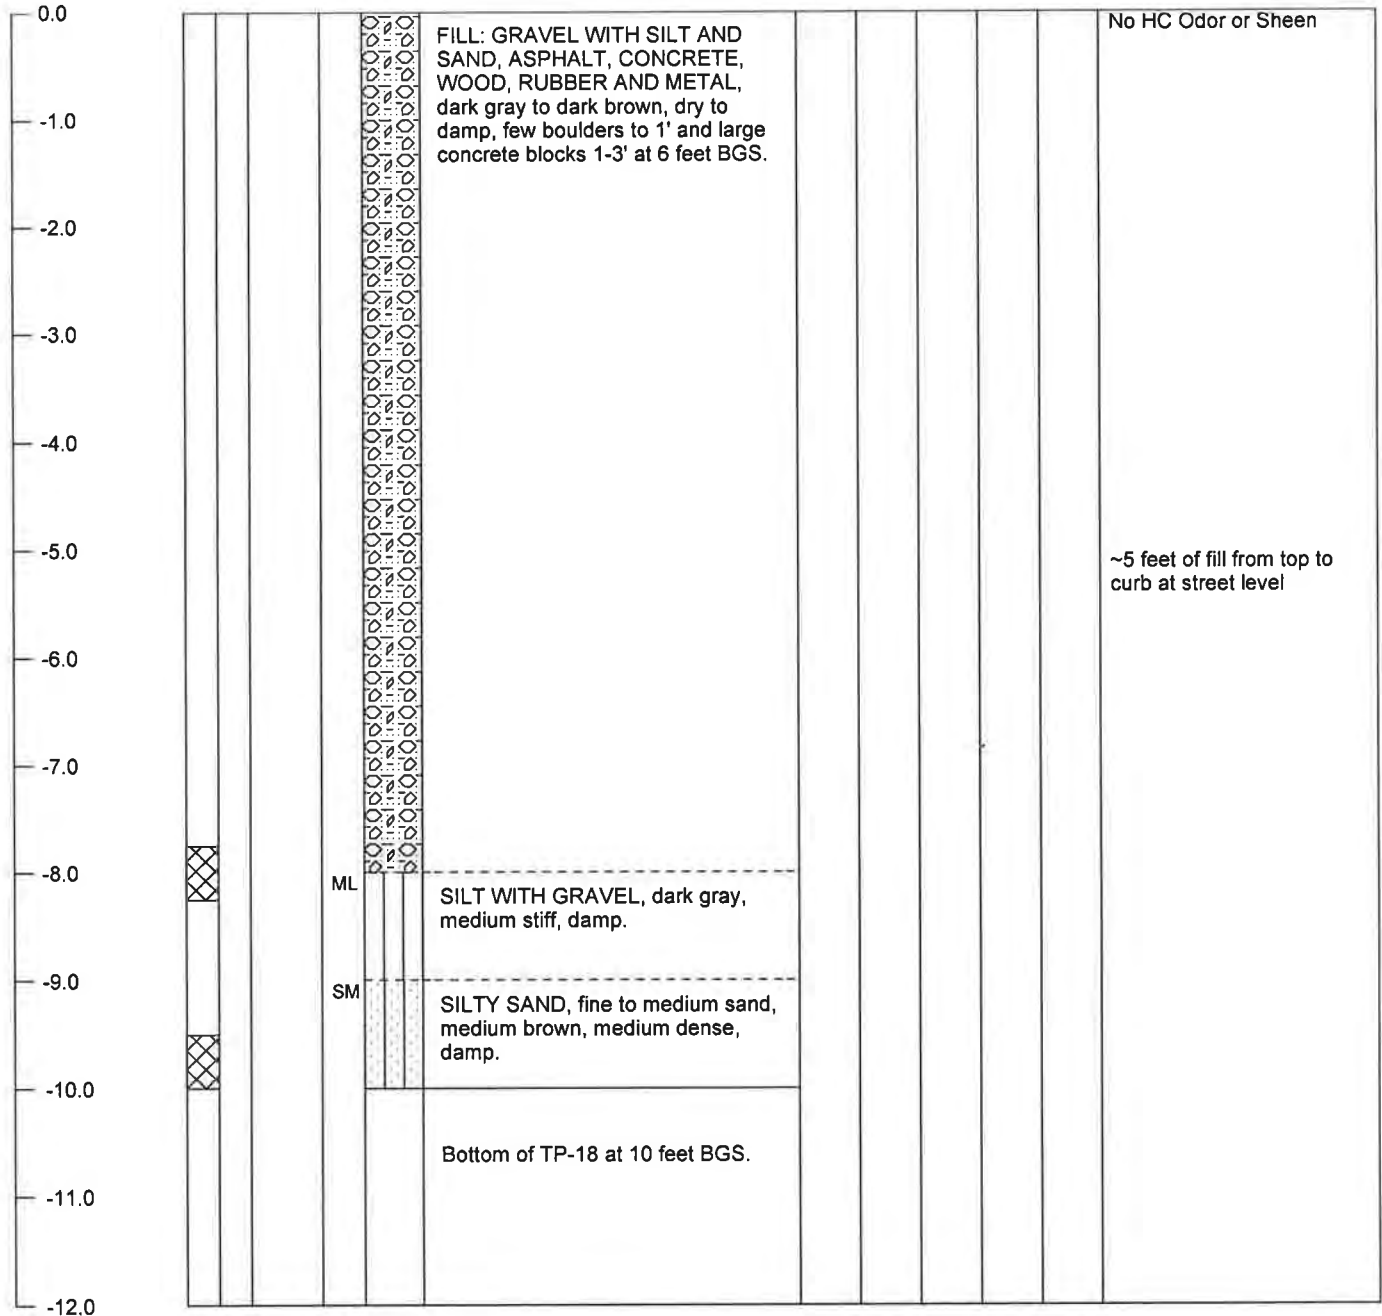 0.0
No HC Odor or Sheen
FILL: GRAVEL WITH SILT AND
SAND, ASPHALT, CONCRETE,
WOOD, RUBBER AND METAL,
dark gray to dark brown, dry to
damp, few boulders to 1' and large
concrete blocks 1-3' at 6 feet BGS.
-1.0
-2.0
-3.0
-4.0
-5.0
~5 feet of fill from top to
curb at street level
-6.0
-7.0
-8.0
ML
SILT WITH GRAVEL, dark gray,
medium stiff, damp.
-9.0
SM
SILTY SAND, fine to medium sand,
medium brown, medium dense,
damp.
-10.0
Bottom of TP-18 at 10 feet BGS.
-11.0
-12.0